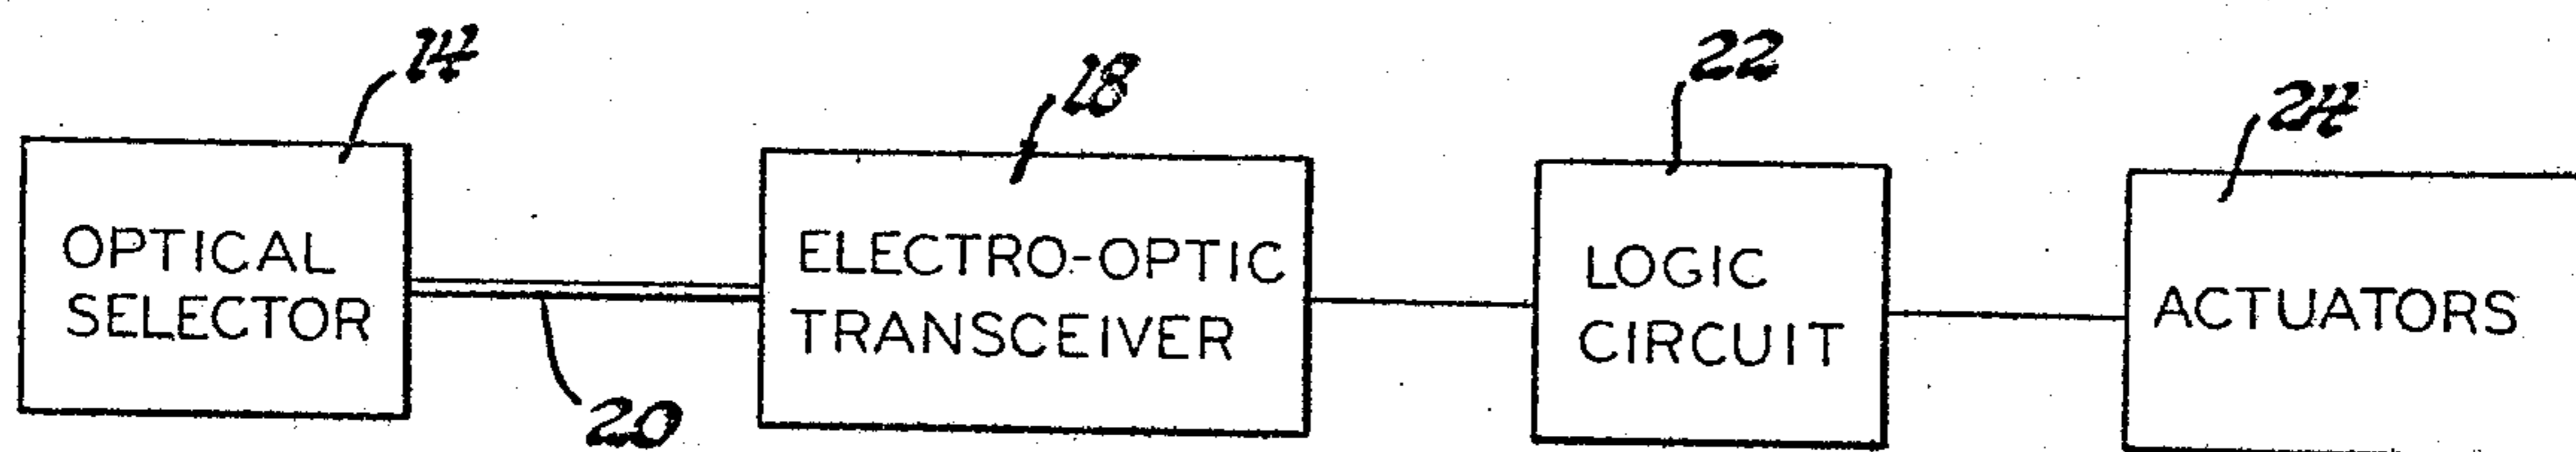 14
18
22
24
OPTICAL
SELECTOR
ELECTRO-OPTIC
TRANSCEIVER
LOGIC
CIRCUIT
ACTUATORS
20